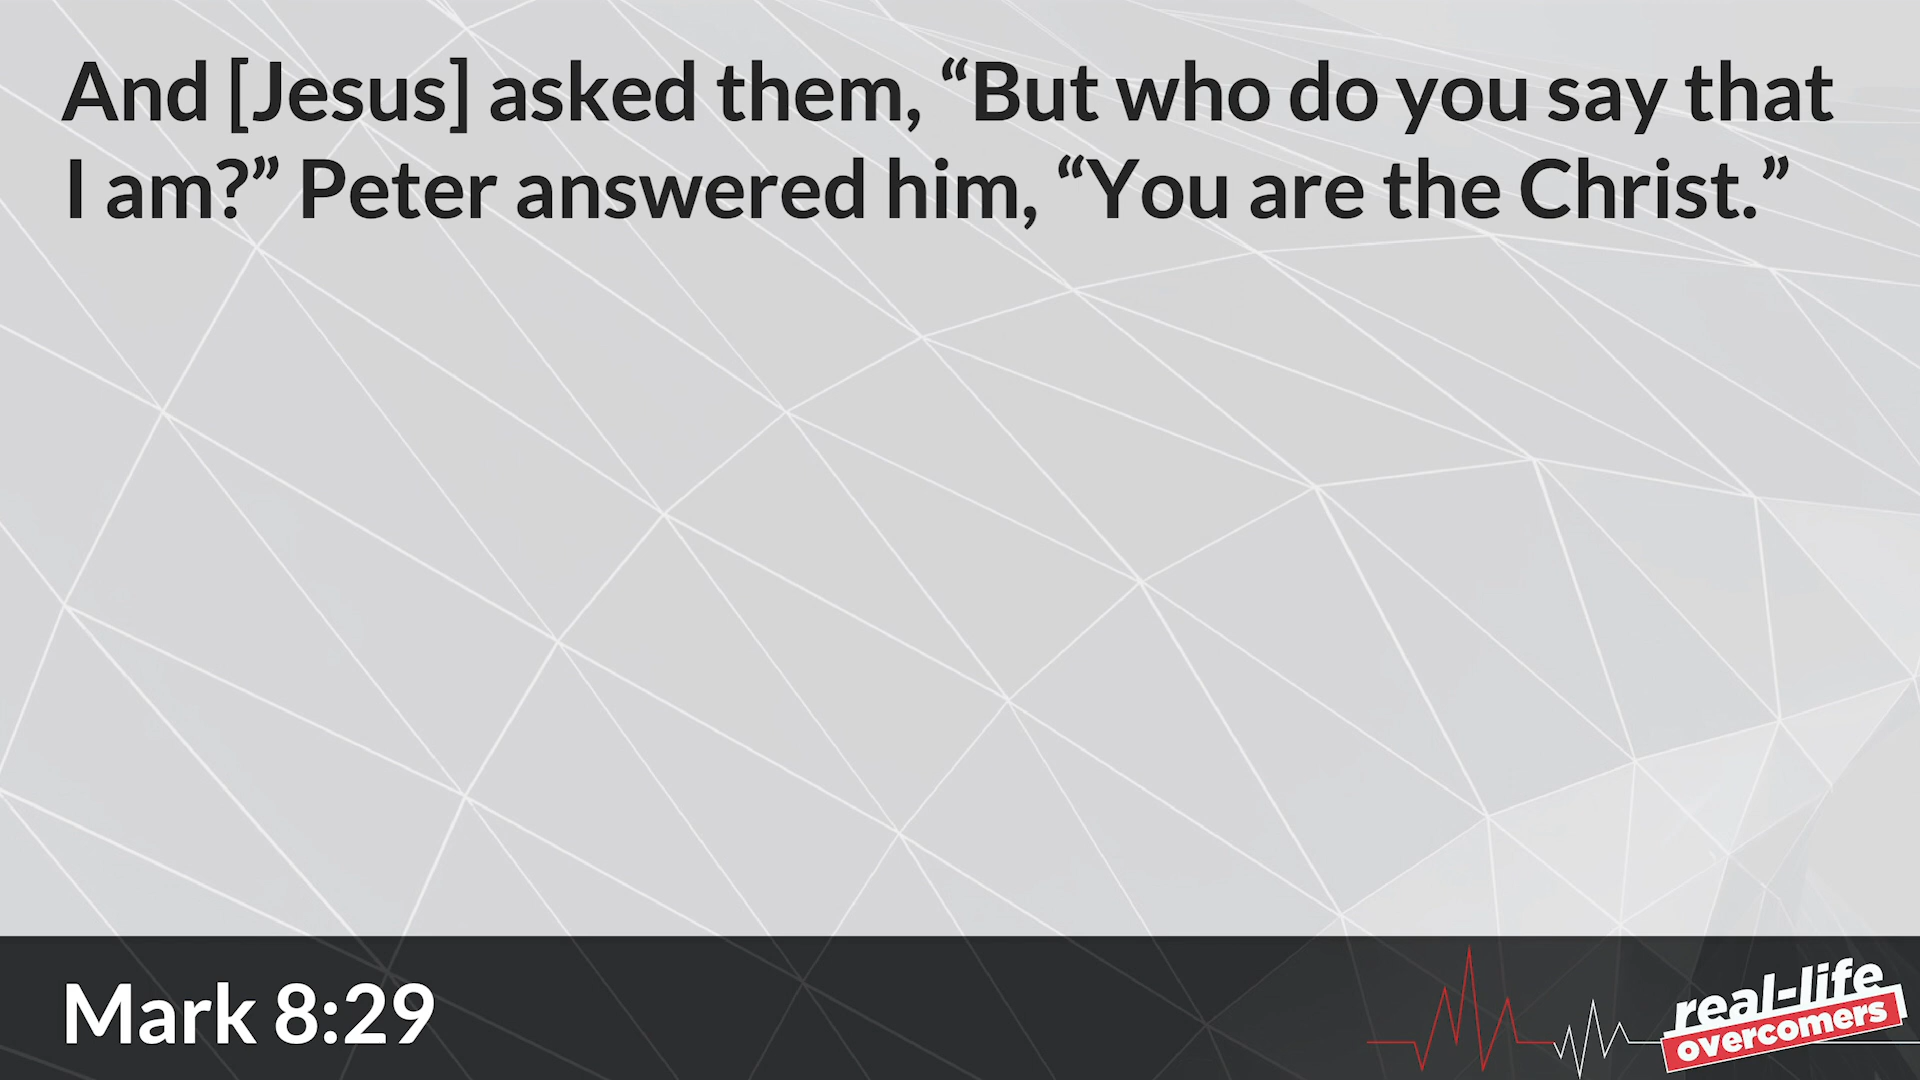 And [Jesus] asked them, “But who do you say that
I am?” Peter answered him, “You are the Christ.”
Mark 8:29
real-life
overcomers